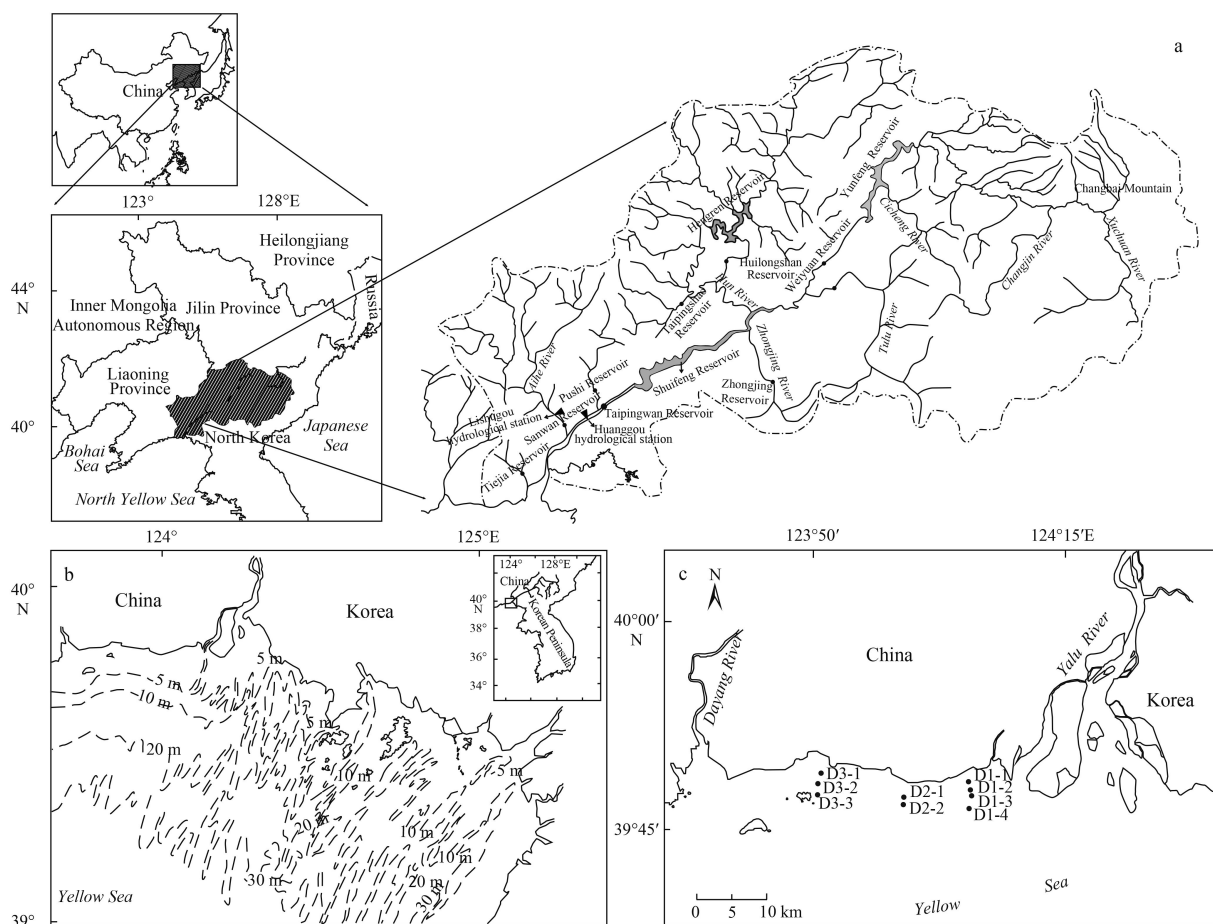 China
123°
128°E
44°
N
40°
Heilongjiang
Province
Russia
Inner Mongolia
Autonomous Region
Jilin Province
Liaoning
Province
North Korea
Japanese
Sea
Bohai
Sea
North Yellow Sea
a
Yunfeng Reservoir
Changbai Mountain
Hengren Reservoir
Cicheng River
Xuchuan River
Changjin River
Huilongshan
Reservoir
Weiyuan Reservoir
Hun River
Taipingshao
Reservoir
Tulu River
Zhongjing River
Aihe River
Shuifeng Reservoir
Pushi Reservoir
Zhongjing
Reservoir
Lishugou
hydrological station
Sanwan Reservoir
Taipingwan Reservoir
Huanggou
hydrological station
Tiejia Reservoir
124°
125°E
b
40°
N
39°
China
Korea
5 m
5 m
10 m
20 m
5 m
10 m
5 m
20 m
10 m
10 m
30 m
20 m
30 m
Yellow Sea
124°
128°E
China
40°
N
38°
36°
34°
Korean Peninsula
123°50′
124°15′E
c
N
40°00′
N
39°45′
China
Dayang River
Yalu River
Korea
D3-1
D3-2
D3-3
D2-1
D2-2
D1-1
D1-2
D1-3
D1-4
0 5 10 km
Yellow
Sea